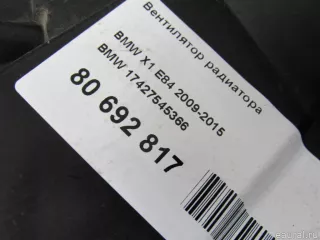 Вентилятор радиатора
BMW X1 E84 2009-2015
BMW 17427545366
80 692 817